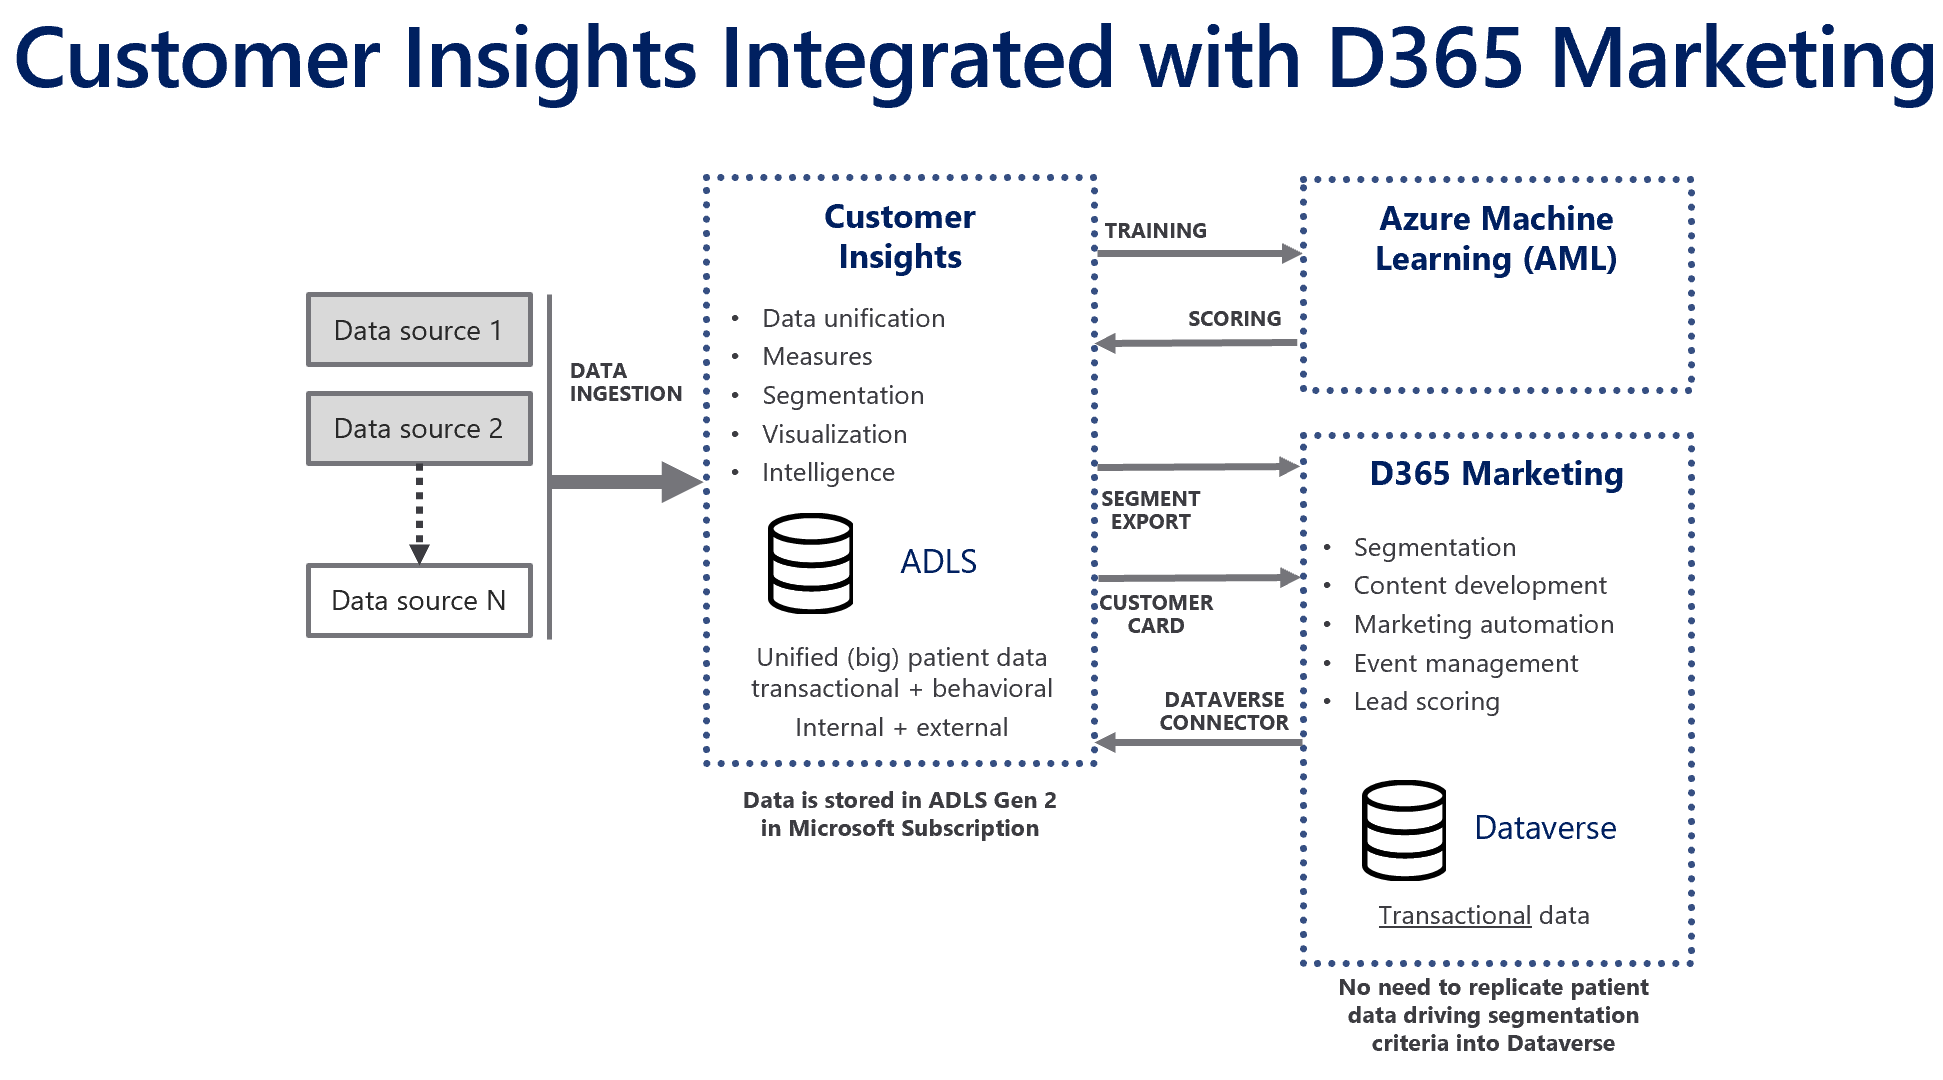 Customer Insights Integrated with D365 Marketing
Data source 1
Data source 2
Data source N
DATA
INGESTION
Customer
Insights
• Data unification
• Measures
• Segmentation
• Visualization
• Intelligence
ADLS
Unified (big) patient data
transactional + behavioral
Internal + external
Data is stored in ADLS Gen 2
in Microsoft Subscription
TRAINING
SCORING
SEGMENT
EXPORT
CUSTOMER
CARD
DATAVERSE
CONNECTOR
Azure Machine
Learning (AML)
D365 Marketing
• Segmentation
• Content development
• Marketing automation
• Event management
• Lead scoring
Dataverse
Transactional data
No need to replicate patient
data driving segmentation
criteria into Dataverse